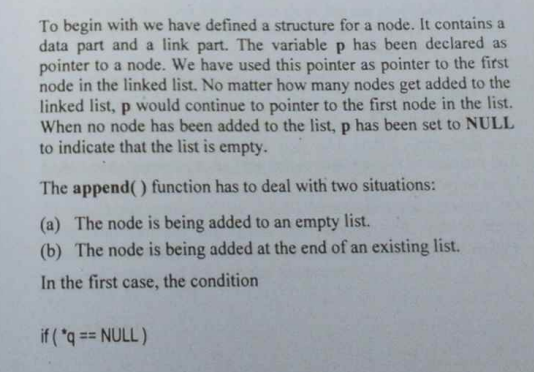 To begin with we have defined a structure for a node. It contains a
data part and a link part. The variable p has been declared as
pointer to a node. We have used this pointer as pointer to the first
node in the linked list. No matter how many nodes get added to the
linked list, p would continue to pointer to the first node in the list.
When no node has been added to the list, p has been set to NULL
to indicate that the list is empty.
The append( ) function has to deal with two situations:
(a) The node is being added to an empty list.
(b) The node is being added at the end of an existing list.
In the first case, the condition
if ( *q == NULL )